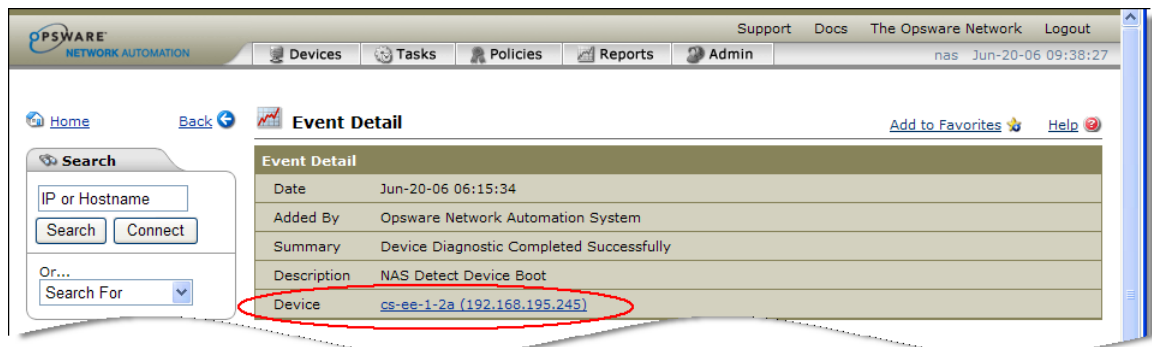 OPSWARE
NETWORK AUTOMATION
Support Docs The Opsware Network Logout
Devices Tasks Policies Reports Admin nas Jun-20-06 09:38:27
Home Back Event Detail Add to Favorites Help
Search
IP or Hostname
Search Connect
Or...
Search For
Event Detail
Date Jun-20-06 06:15:34
Added By Opsware Network Automation System
Summary Device Diagnostic Completed Successfully
Description NAS Detect Device Boot
Device cs-ee-1-2a (192.168.195.245)